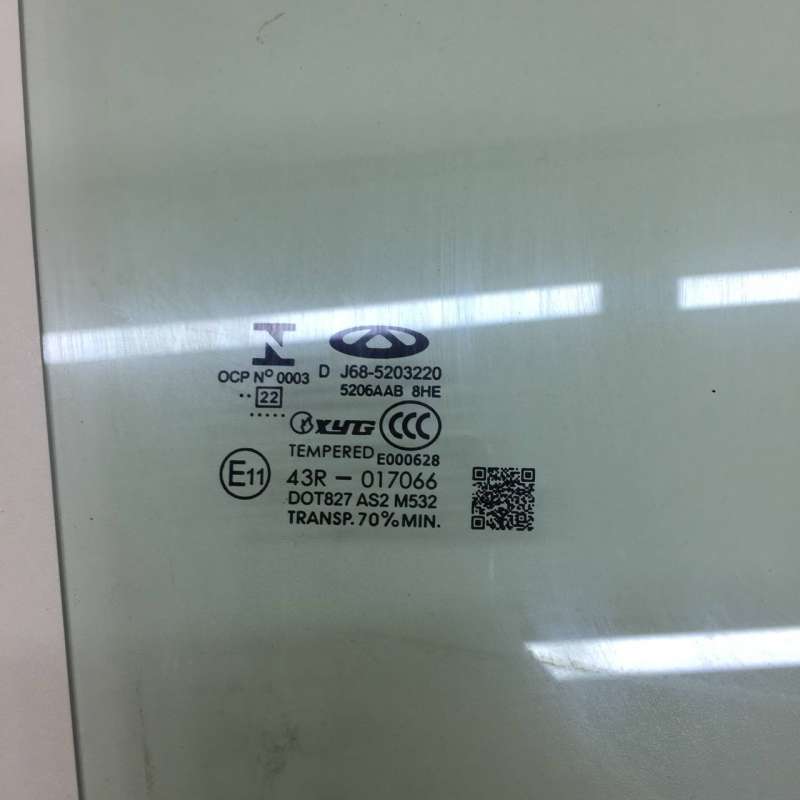 OCP Nº 0003 D J68-5203220
5206AAB 8HE
22
XYG CCC
TEMPERED E000628
E11 43R - 017066
DOT827 AS2 M532
TRANSP. 70% MIN.